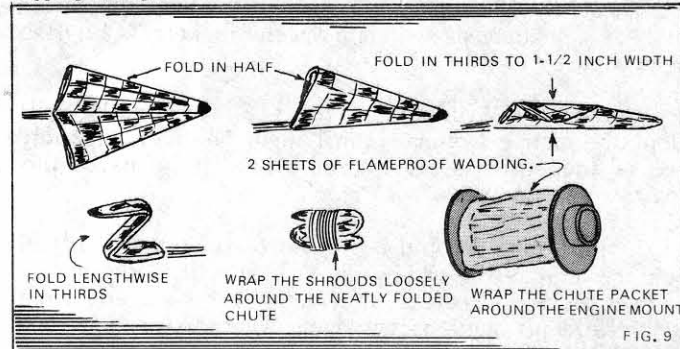 FOLD IN HALF.
FOLD IN THIRDS TO 1-1/2 INCH WIDTH
2 SHEETS OF FLAMEPROOF WADDING.
FOLD LENGTHWISE
IN THIRDS
WRAP THE SHROUDS LOOSELY
AROUND THE NEATLY FOLDED
CHUTE
WRAP THE CHUTE PACKET
AROUND THE ENGINE MOUNT
FIG. 9